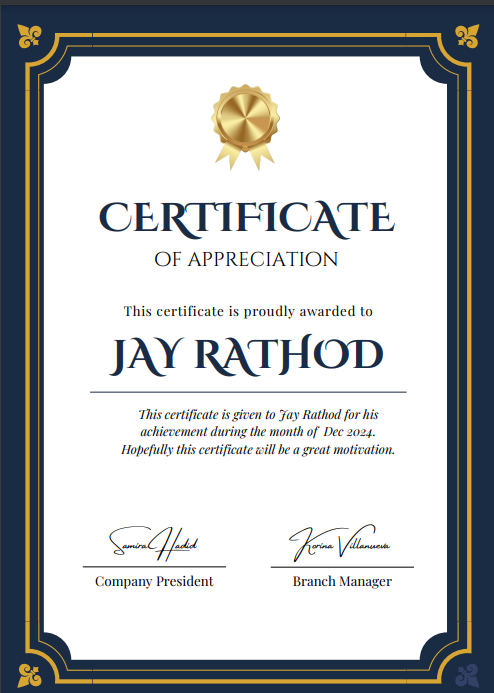 CERTIFICATE
OF APPRECIATION
This certificate is proudly awarded to
JAY RATHOD
This certificate is given to Jay Rathod for his
achievement during the month of Dec 2024.
Hopefully this certificate will be a great motivation.
Samira Hadid
Korina Villanueva
Company President
Branch Manager